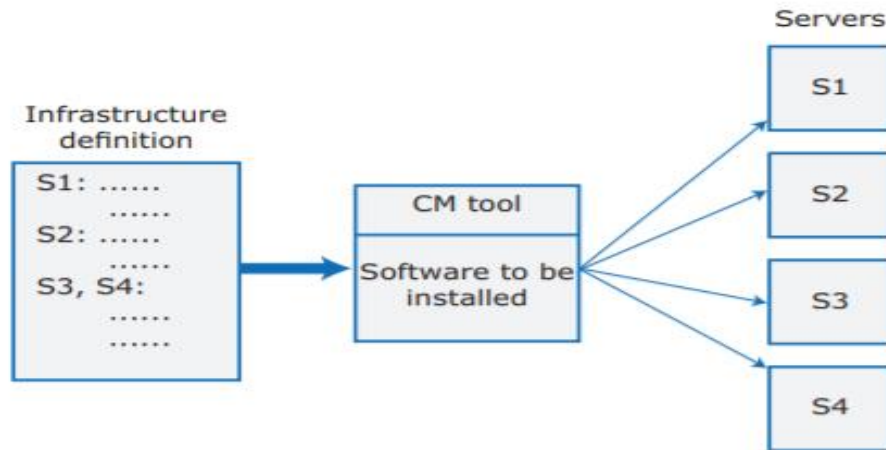 Servers
S1
Infrastructure
definition
S1: ......
......
S2: ......
......
S3, S4:
......
......
CM tool
Software to be
installed
S2
S3
S4